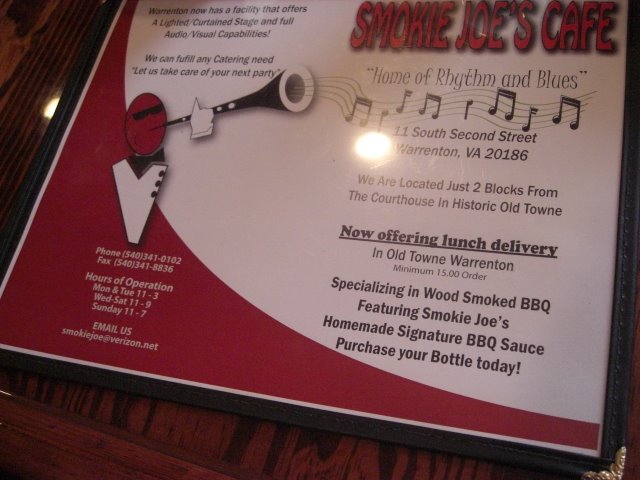 Warrenton now has a facility that offers
A Lighted/Curtained Stage and full
Audio/Visual Capabilities!
We can fufill any Catering need
"Let us take care of your next party"
SMOKIE JOE'S CAFE
"Home of Rhythm and Blues"
11 South Second Street
Warrenton, VA 20186
We Are Located Just 2 Blocks From
The Courthouse In Historic Old Towne
Now offering lunch delivery
In Old Towne Warrenton
Minimum 15.00 Order
Specializing in Wood Smoked BBQ
Featuring Smokie Joe's
Homemade Signature BBQ Sauce
Purchase your Bottle today!
Phone (540)341-0102
Fax (540)341-8836
Hours of Operation
Mon & Tue 11 - 3
Wed-Sat 11 - 9
Sunday 11 - 7
EMAIL US
smokiejoe@verizon.net